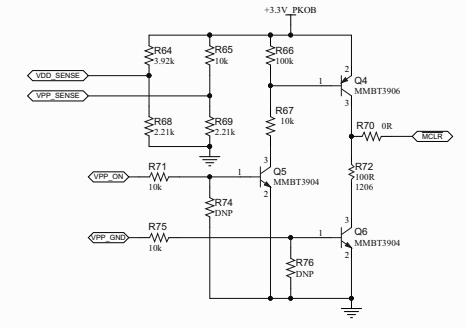 +3.3V_PKOB
R64
3.92k
R65
10k
R66
100k
VDD_SENSE
VPP_SENSE
2
1
Q4
MMBT3906
3
R67
10k
R68
2.21k
R69
2.21k
R70 0R
MCLR
R71
10k
VPP_ON
3
1
Q5
MMBT3904
2
R72
100R
1206
R74
DNP
R75
10k
VPP_GND
3
1
Q6
MMBT3904
2
R76
DNP